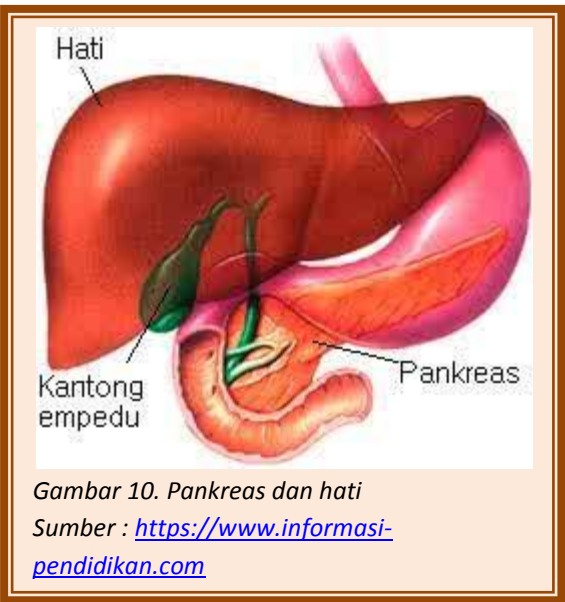 Hati
Kantong
empedu
Pankreas
Gambar 10. Pankreas dan hati
Sumber : https://www.informasi-
pendidikan.com